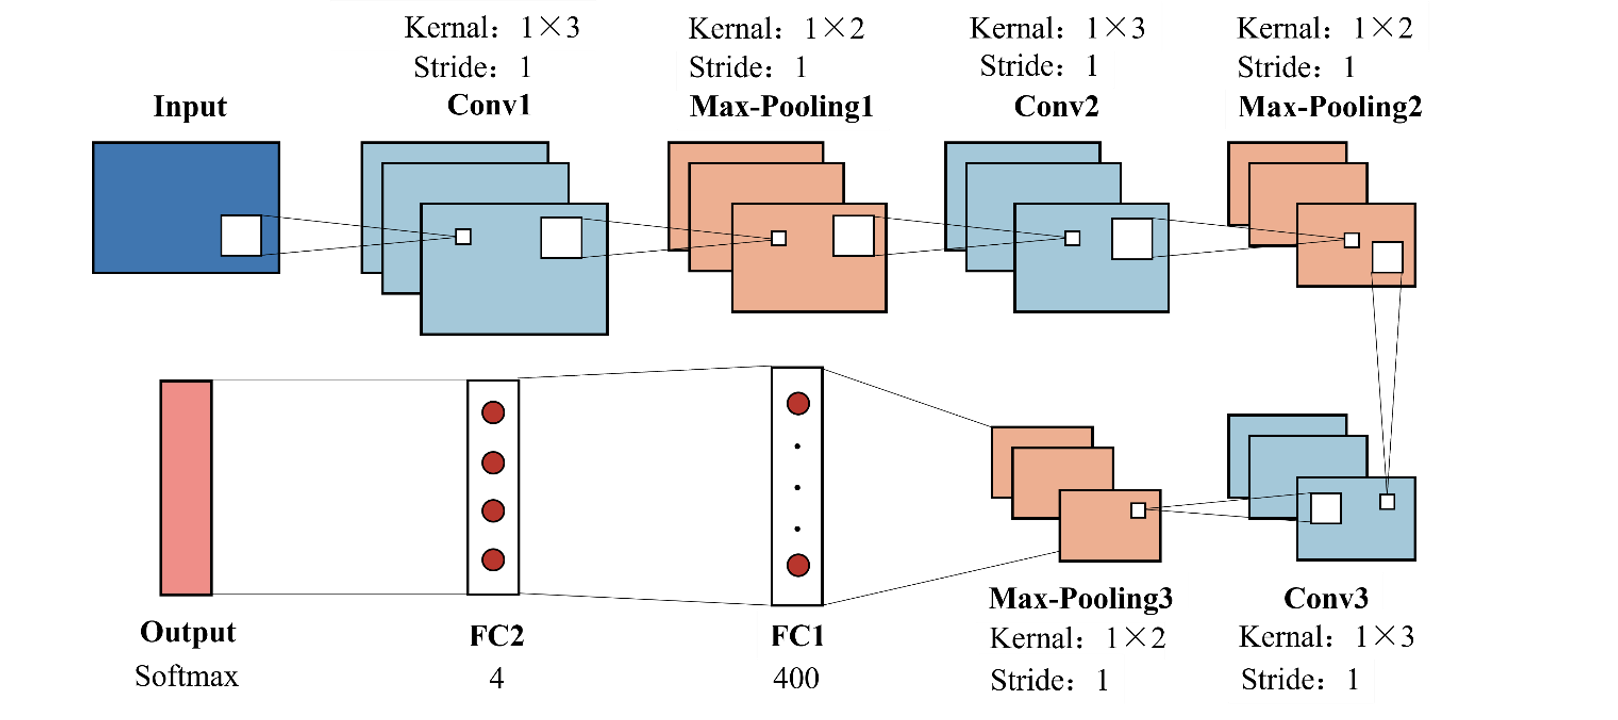 Kernal：1×3
Stride：1
Conv1
Kernal：1×2
Stride：1
Max-Pooling1
Kernal：1×3
Stride：1
Conv2
Kernal：1×2
Stride：1
Max-Pooling2
Input
Output
Softmax
FC2
4
FC1
400
Max-Pooling3
Kernal：1×2
Stride：1
Conv3
Kernal：1×3
Stride：1